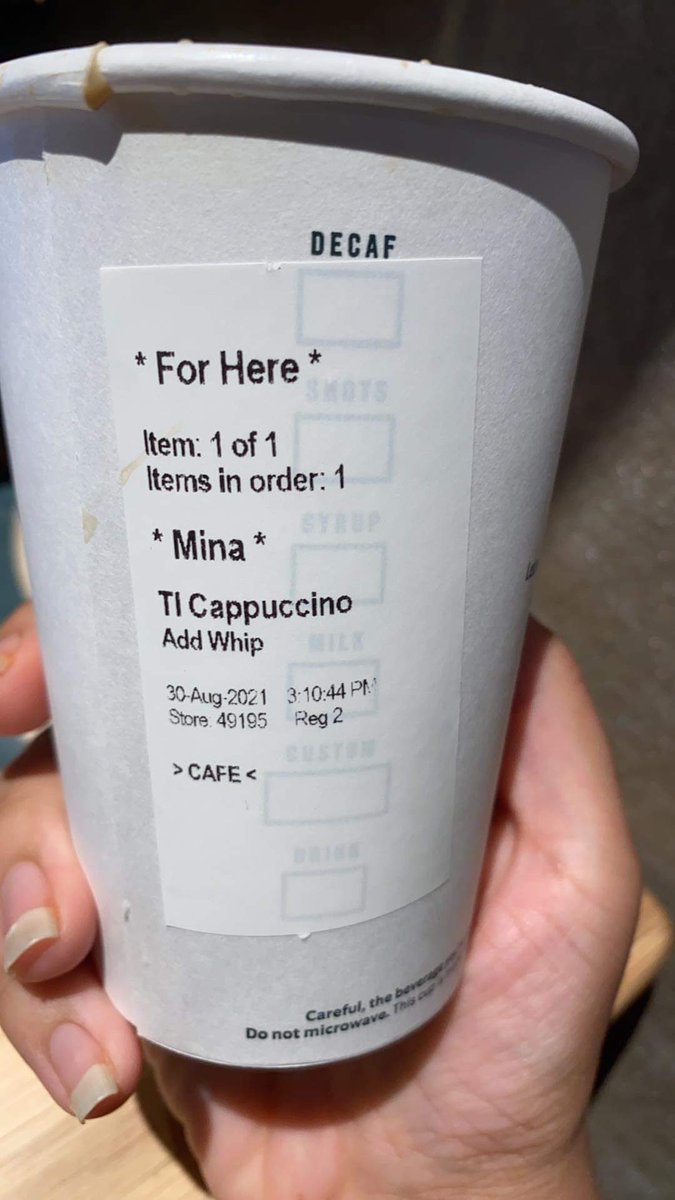 DECAF
* For Here *
SHOTS
Item: 1 of 1
Items in order: 1
SYRUP
* Mina *
TI Cappuccino
Add Whip
MILK
30-Aug-2021 3:10:44 PM
Store: 49195 Reg 2
CUSTOM
> CAFE <
DRINK
Careful, the beverage
Do not microwave. This cup is